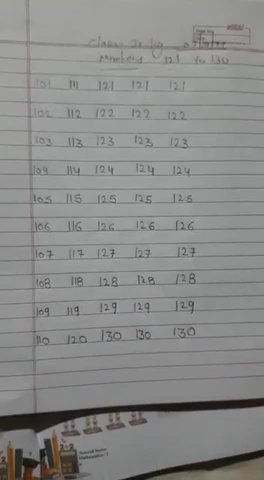 Numbers 121 to 130
101 111 121 121 121
102 112 122 122 122
103 113 123 123 123
104 114 124 124 124
105 115 125 125 125
106 116 126 126 126
107 117 127 127 127
108 118 128 128 128
109 119 129 129 129
110 120 130 130 130